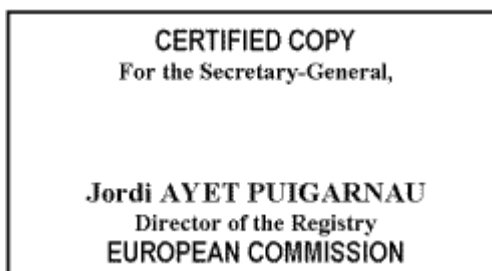 CERTIFIED COPY
For the Secretary-General,
Jordi AYET PUIGARNAU
Director of the Registry
EUROPEAN COMMISSION